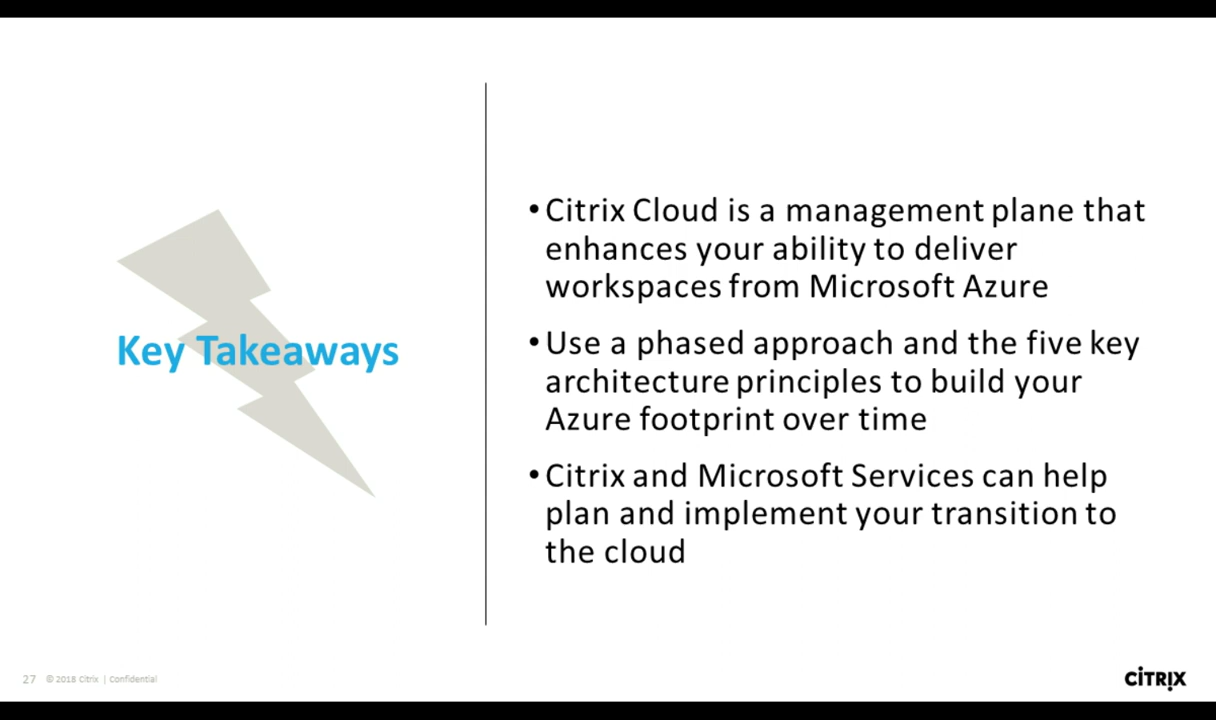 Key Takeaways
•Citrix Cloud is a management plane that
enhances your ability to deliver
workspaces from Microsoft Azure
•Use a phased approach and the five key
architecture principles to build your
Azure footprint over time
•Citrix and Microsoft Services can help
plan and implement your transition to
the cloud
27 © 2018 Citrix | Confidential
CİTRIX